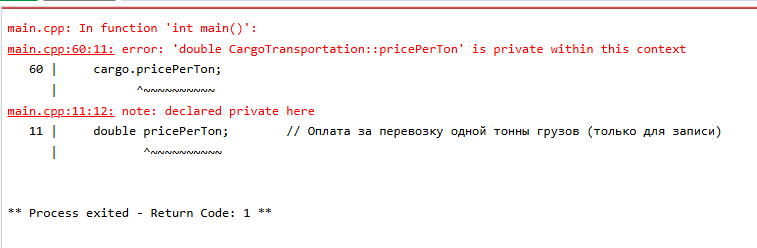 main.cpp: In function 'int main()':
main.cpp:60:11: error: 'double CargoTransportation::pricePerTon' is private within this context
   60 |     cargo.pricePerTon;
      |           ^~~~~~~~~~~
main.cpp:11:12: note: declared private here
   11 |     double pricePerTon;        // Оплата за перевозку одной тонны грузов (только для записи)
      |            ^~~~~~~~~~~
** Process exited - Return Code: 1 **